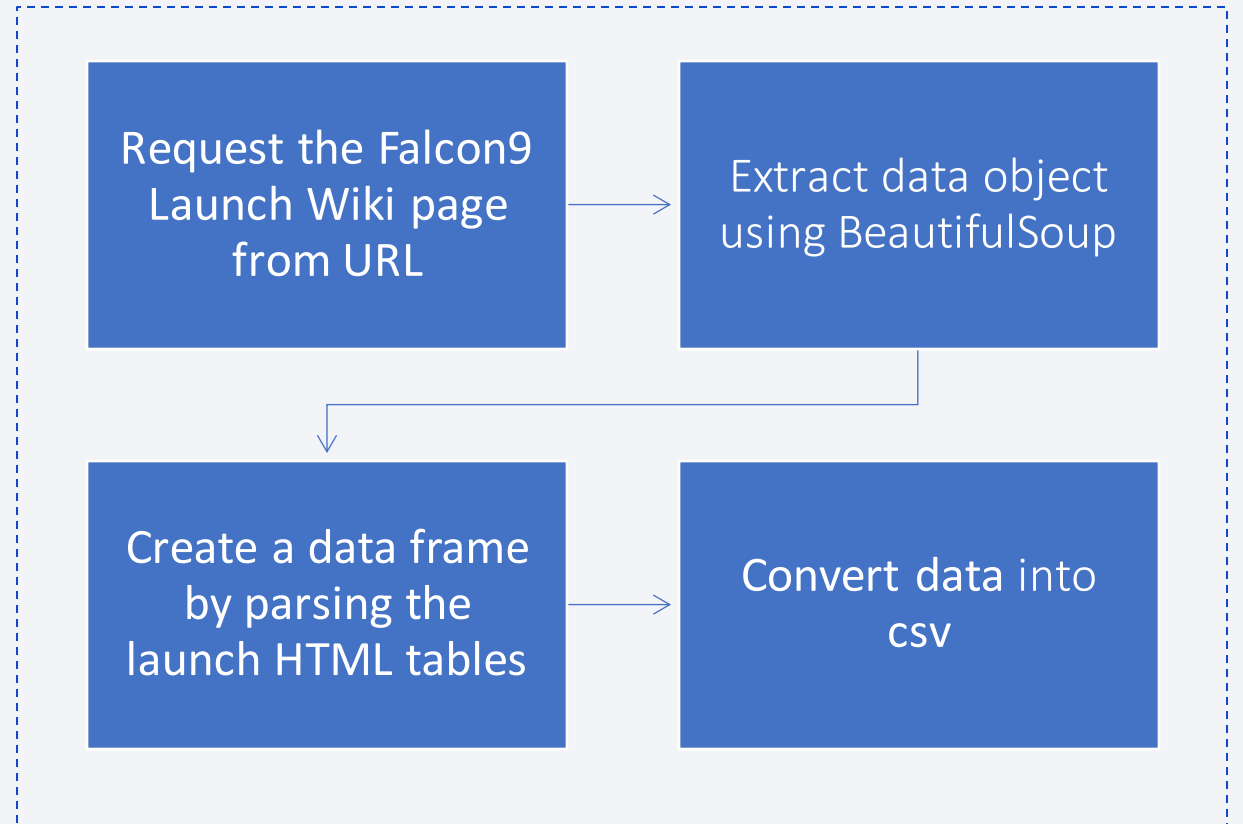 Request the Falcon9
Launch Wiki page
from URL
Extract data object
using BeautifulSoup
Create a data frame
by parsing the
launch HTML tables
Convert data into
csv